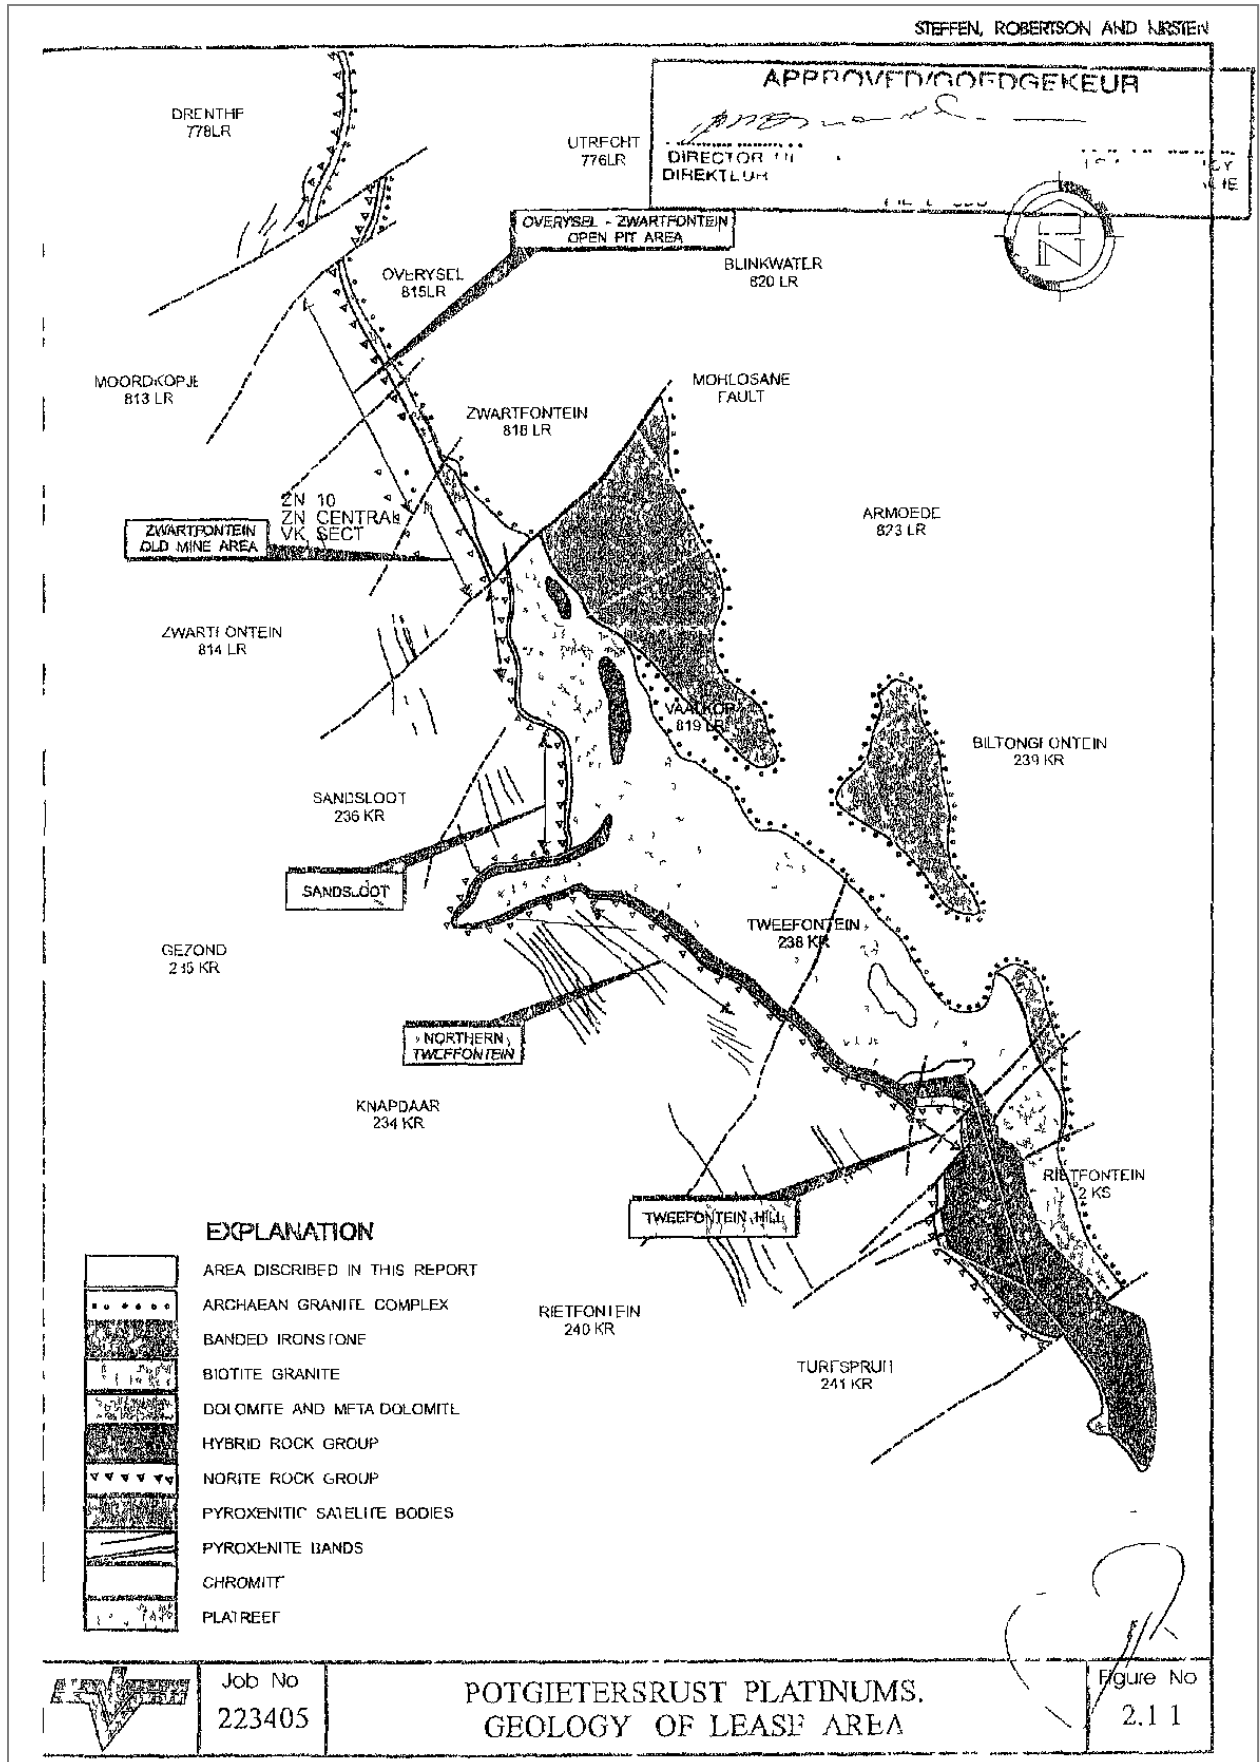 STEFFEN, ROBERTSON AND KIRSTEN
APPROVED/GOEDGEKEUR
DIRECTOR
DIREKTEUR
DRENTHE
778LR
UTRECHT
776LR
OVERYSEL - ZWARTFONTEIN
OPEN PIT AREA
N
OVERYSEL
815LR
BLINKWATER
820 LR
MOORDKOPJE
813 LR
MOHLOSANE
FAULT
ZWARTFONTEIN
818 LR
ZN 10
ZN CENTRAL
VK SECT
ARMOEDE
823 LR
ZWARTFONTEIN
OLD MINE AREA
ZWARTFONTEIN
814 LR
VAALKOP
819 LR
BILTONGFONTEIN
239 KR
SANDSLOOT
236 KR
SANDSLOOT
TWEEFONTEIN
238 KR
GEZOND
235 KR
NORTHERN
TWEEFONTEIN
KNAPDAAR
234 KR
RIETFONTEIN
2 KS
TWEEFONTEIN HILL
RIETFONTEIN
240 KR
TURFSPRUIT
241 KR
EXPLANATION
AREA DISCRIBED IN THIS REPORT
ARCHAEAN GRANITE COMPLEX
BANDED IRONSTONE
BIOTITE GRANITE
DOLOMITE AND META DOLOMITE
HYBRID ROCK GROUP
NORITE ROCK GROUP
PYROXENITIC SATELITE BODIES
PYROXENITE BANDS
CHROMITE
PLATREEF
Job No
223405
POTGIETERSRUST PLATINUMS.
GEOLOGY OF LEASE AREA
Figure No
2.1 1